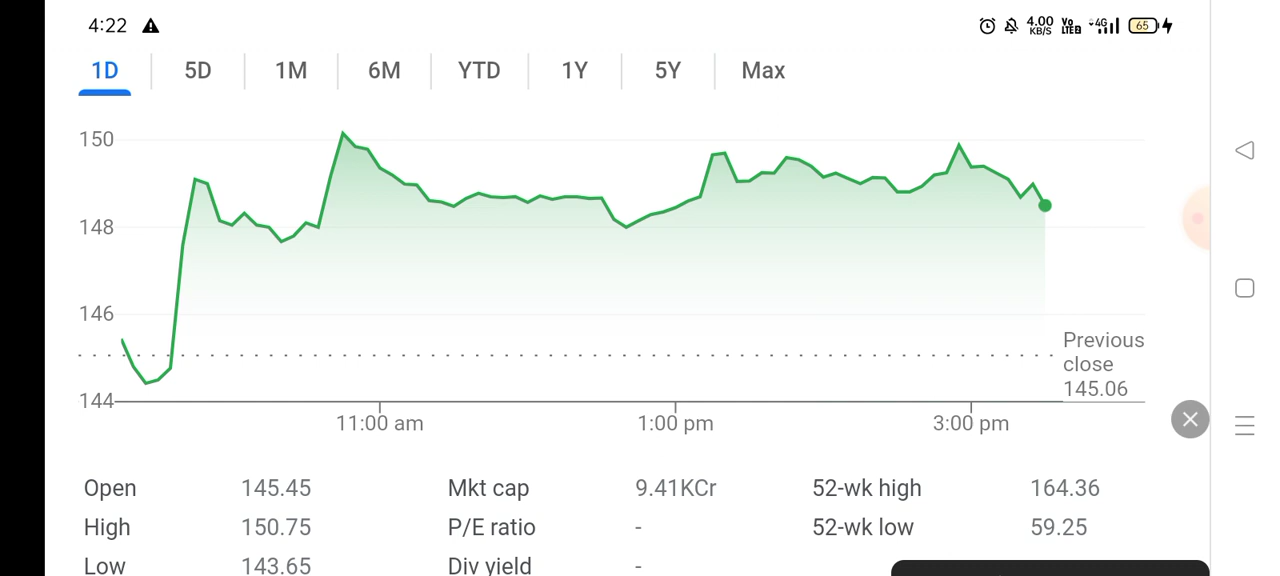 4:22 4.00 KB/S Vo LTE2 4G 65
1D 5D 1M 6M YTD 1Y 5Y Max
150
148
146
144
Previous
close
145.06
11:00 am 1:00 pm 3:00 pm
Open 145.45 Mkt cap 9.41KCr 52-wk high 164.36
High 150.75 P/E ratio - 52-wk low 59.25
Low 143.65 Div yield -